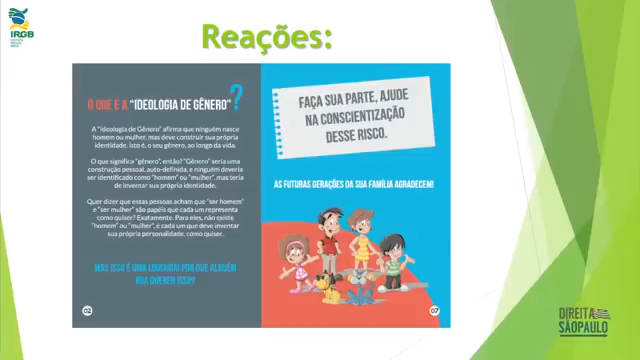 IRGB
Reações:
O QUE É A “IDEOLOGIA DE GÊNERO”?
A “Ideologia de Gênero” afirma que ninguém nasce
homem ou mulher, mas deve construir sua própria
identidade, isto é, o seu gênero, ao longo da vida.
O que significa “gênero”, então? “Gênero” seria uma
construção pessoal, auto-definida, e ninguém deveria
ser identificado como “homem” ou “mulher”, mas teria
de inventar sua própria identidade.
Quer dizer que essas pessoas acham que “ser homem”
e “ser mulher” são papéis que cada um representa
como quiser? Exatamente. Para eles, não existe
“homem” ou “mulher”, é cada um que deve inventar
sua própria personalidade, como quiser.
MAS ISSO É UMA LOUCURA! POR QUE ALGUÉM
IRIA QUERER ISSO?
02
FAÇA SUA PARTE, AJUDE
NA CONSCIENTIZAÇÃO
DESSE RISCO.
AS FUTURAS GERAÇÕES DA SUA FAMÍLIA AGRADECEM!
07
DIREITA
SÃOPAULO